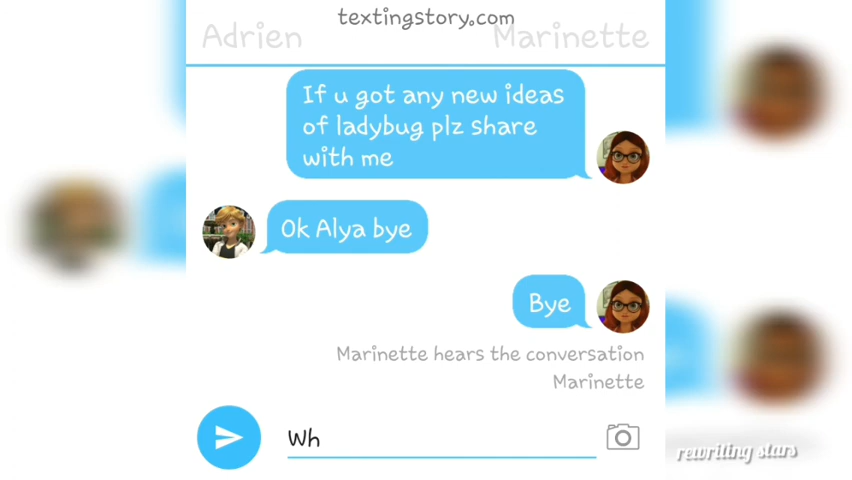 textingstory.com
Adrien
Marinette
If u got any new ideas
of ladybug plz share
with me
Ok Alya bye
Bye
Marinette hears the conversation
Marinette
Wh
rewriting stars